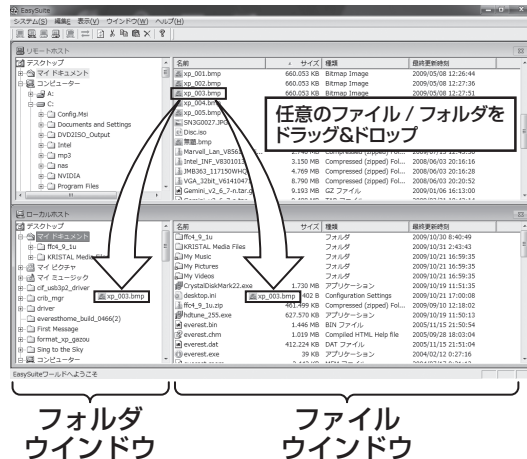 EasySuite
システム(S) 編集E 表示(V) ウインドウ(W) ヘルプ(H)
リモートホスト
デスクトップ
マイ ドキュメント
コンピューター
A:
C:
Config.Msi
Documents and Settings
DVD2ISO_Output
Intel
mp3
nas
NVIDIA
Program Files
名前 サイズ 種類 最終更新時刻
xp_001.bmp 660.053 KB Bitmap Image 2009/05/08 12:26:44
xp_002.bmp 660.053 KB Bitmap Image 2009/05/08 12:27:36
xp_003.bmp 660.053 KB Bitmap Image 2009/05/08 12:27:51
xp_004.bmp
xp_005.bmp
SN3G0027.JPG
Disc.iso
無題.bmp
Marvell_Lan_V8561
Intel_INF_V8301013 3.150 MB Compressed (zipped) Fol... 2008/06/03 20:16:16
JMB363_117150WHQ 4.769 MB Compressed (zipped) Fol... 2008/06/03 20:16:28
VGA_32bit_V6141047 8.790 MB Compressed (zipped) Fol... 2008/06/03 20:20:52
Gemini_v2_6_7-n.tar.g 9.193 MB GZ ファイル 2009/01/06 16:13:00
任意のファイル / フォルダを
ドラッグ&ドロップ
ローカルホスト
デスクトップ
マイ ドキュメント
ffc4_9_1u
KRISTAL Media Files
マイ ピクチャ
マイ ミュージック
cif_usb3p2_driver
crib_mgr
driver
everesthome_build_0466(2)
First Message
format_xp_gazou
Sing to the Sky
コンピューター
xp_003.bmp
名前 サイズ 種類 最終更新時刻
ffc4_9_1u フォルダ 2009/10/30 8:40:49
KRISTAL Media Files フォルダ 2009/10/31 2:43:43
My Music フォルダ 2009/10/21 16:59:35
My Pictures フォルダ 2009/10/21 16:59:35
My Videos フォルダ 2009/10/21 16:59:35
CrystalDiskMark22.exe 1.730 MB アプリケーション 2009/10/19 11:51:35
desktop.ini 402 B Configuration Settings 2009/10/21 17:00:08
xp_003.bmp
ffc4_9_1u.zip 461.499 KB Compressed (zipped) Fol... 2009/09/10 12:18:02
hdtune_255.exe 627.570 KB アプリケーション 2009/10/19 11:50:13
everest.bin 1.446 MB BIN ファイル 2005/11/15 21:50:54
everest.chm 1.019 MB Compiled HTML Help file 2005/09/28 18:03:04
everest.dat 412.224 KB DAT ファイル 2005/11/15 21:51:04
everest.exe 39 KB アプリケーション 2004/02/12 0:27:16
EasySuiteワールドへようこそ
フォルダ
ウインドウ
ファイル
ウインドウ